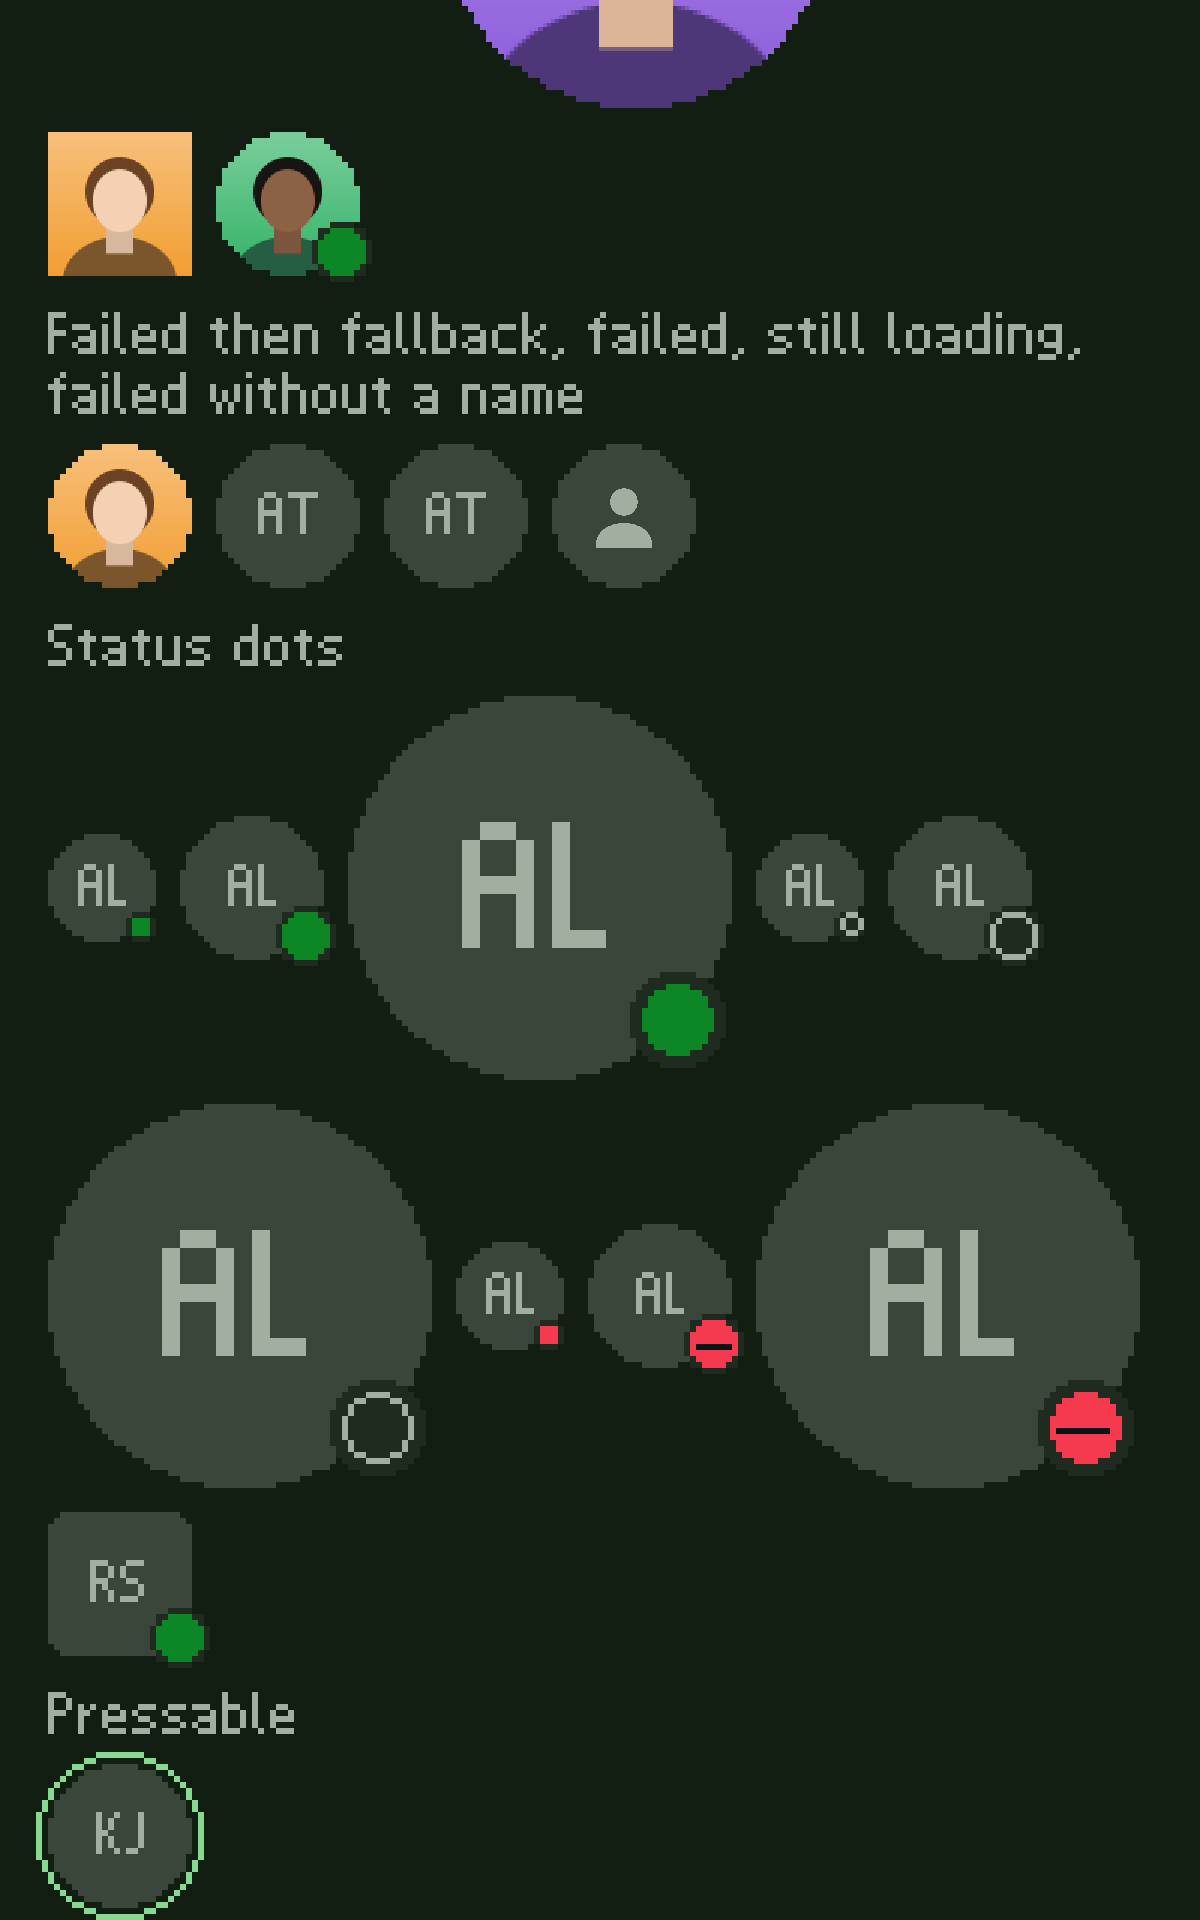 Failed then fallback, failed, still loading,
failed without a name
AT AT
Status dots
AL AL AL AL AL
AL AL AL AL
RS
Pressable
KJ